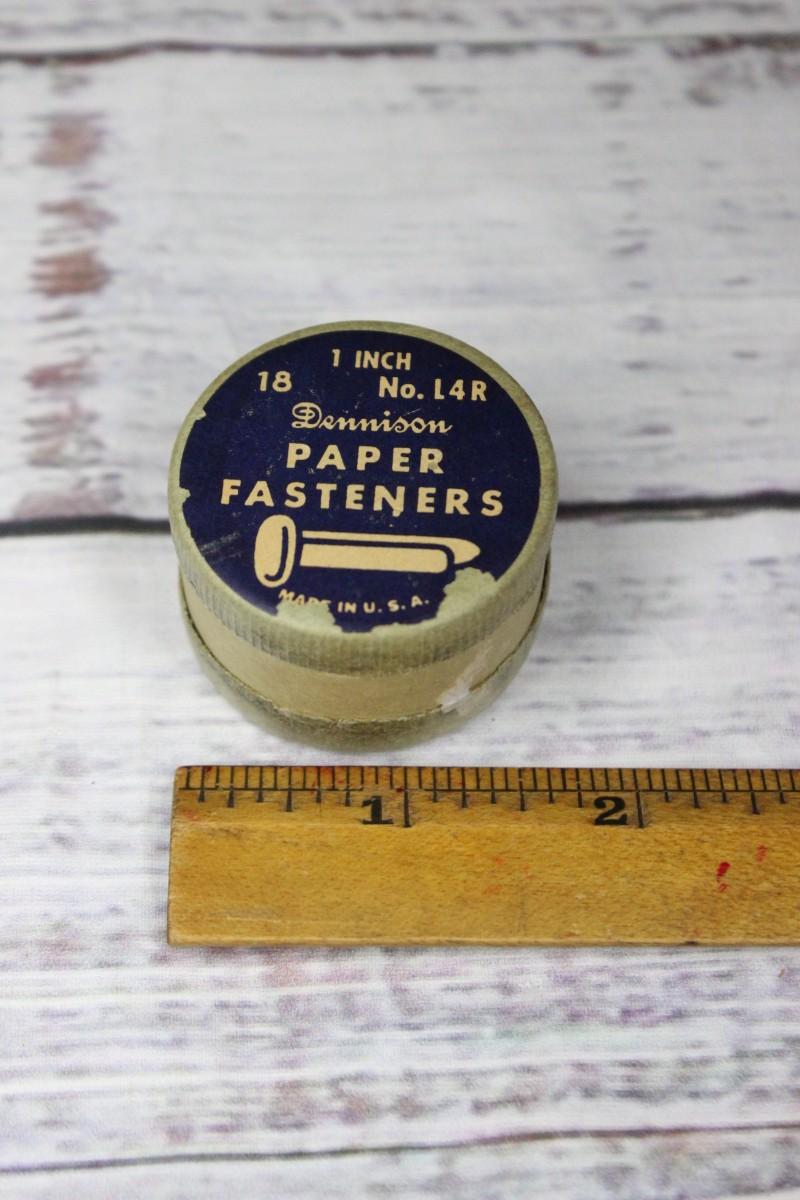 1 INCH
18 No. L4R
Dennison
PAPER
FASTENERS
MADE IN U. S. A.
1 2